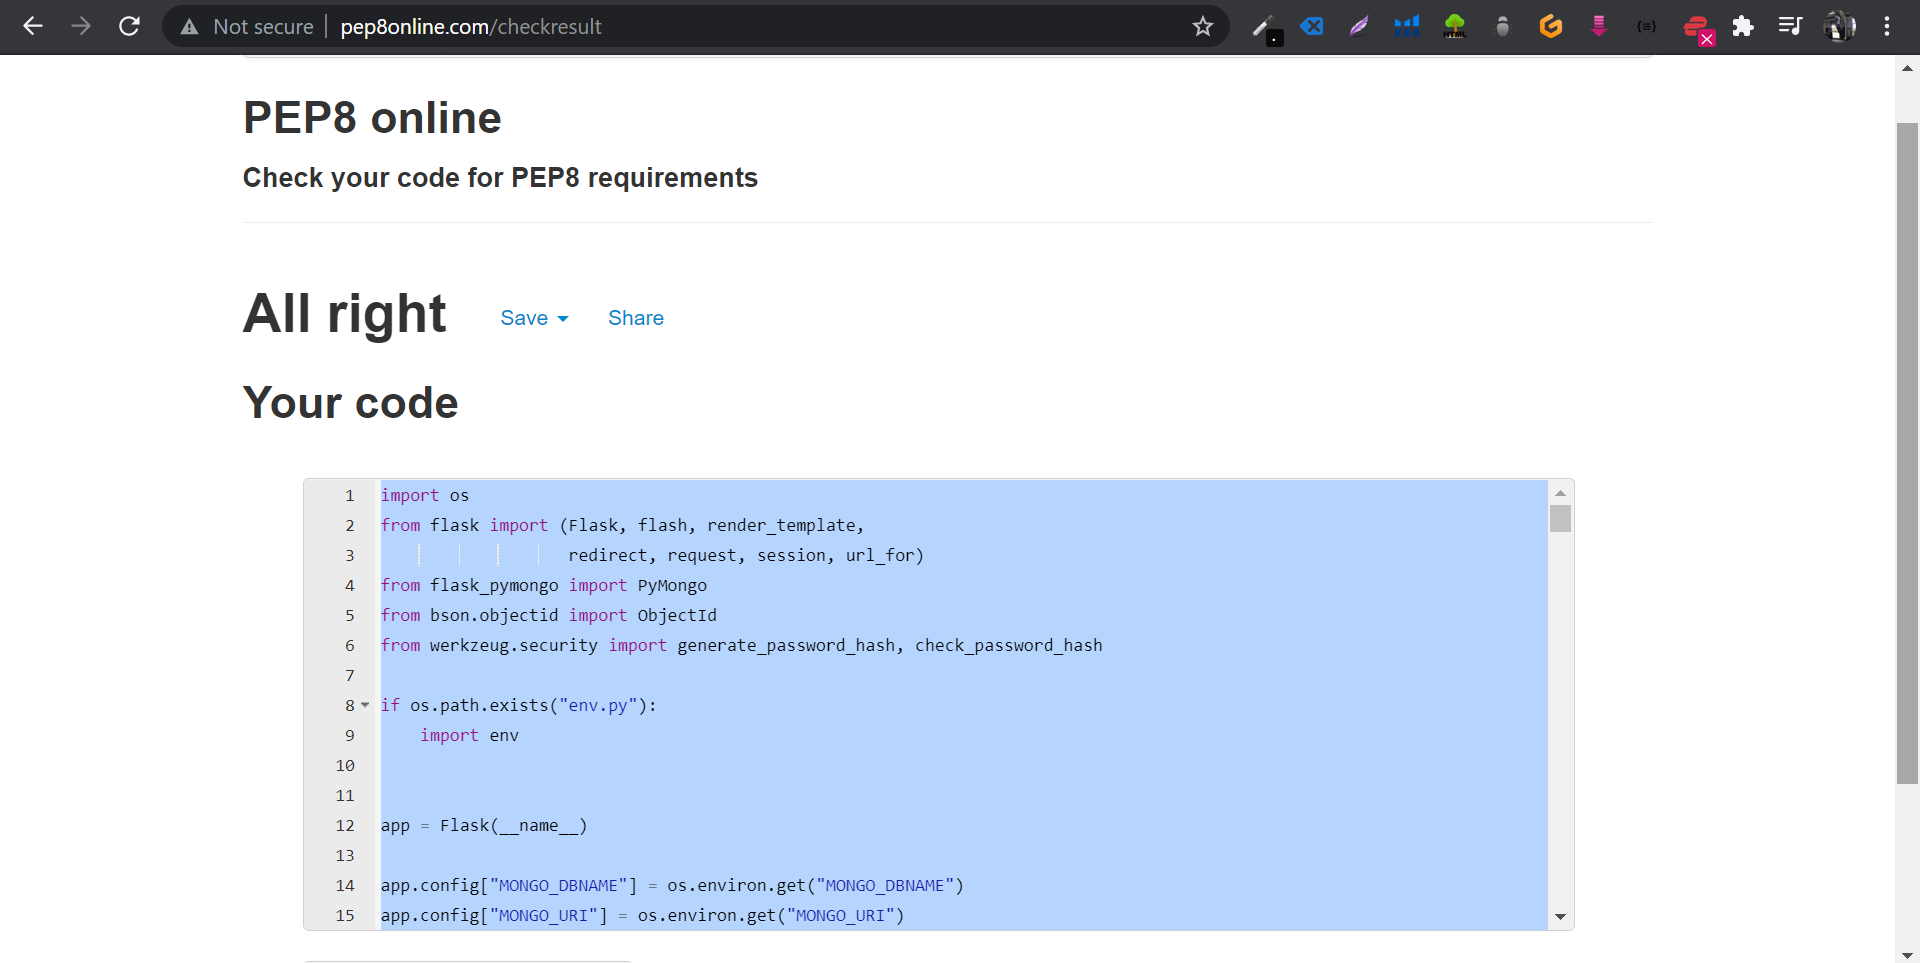 Not secure
pep8online.com/checkresult
HTML
PEP8 online
Check your code for PEP8 requirements
All right
Save
Share
Your code
1 import os
2 from flask import (Flask, flash, render_template,
3 redirect, request, session, url_for)
4 from flask_pymongo import PyMongo
5 from bson.objectid import ObjectId
6 from werkzeug.security import generate_password_hash, check_password_hash
7
8 if os.path.exists("env.py"):
9 import env
10
11
12 app = Flask(__name__)
13
14 app.config["MONGO_DBNAME"] = os.environ.get("MONGO_DBNAME")
15 app.config["MONGO_URI"] = os.environ.get("MONGO_URI")